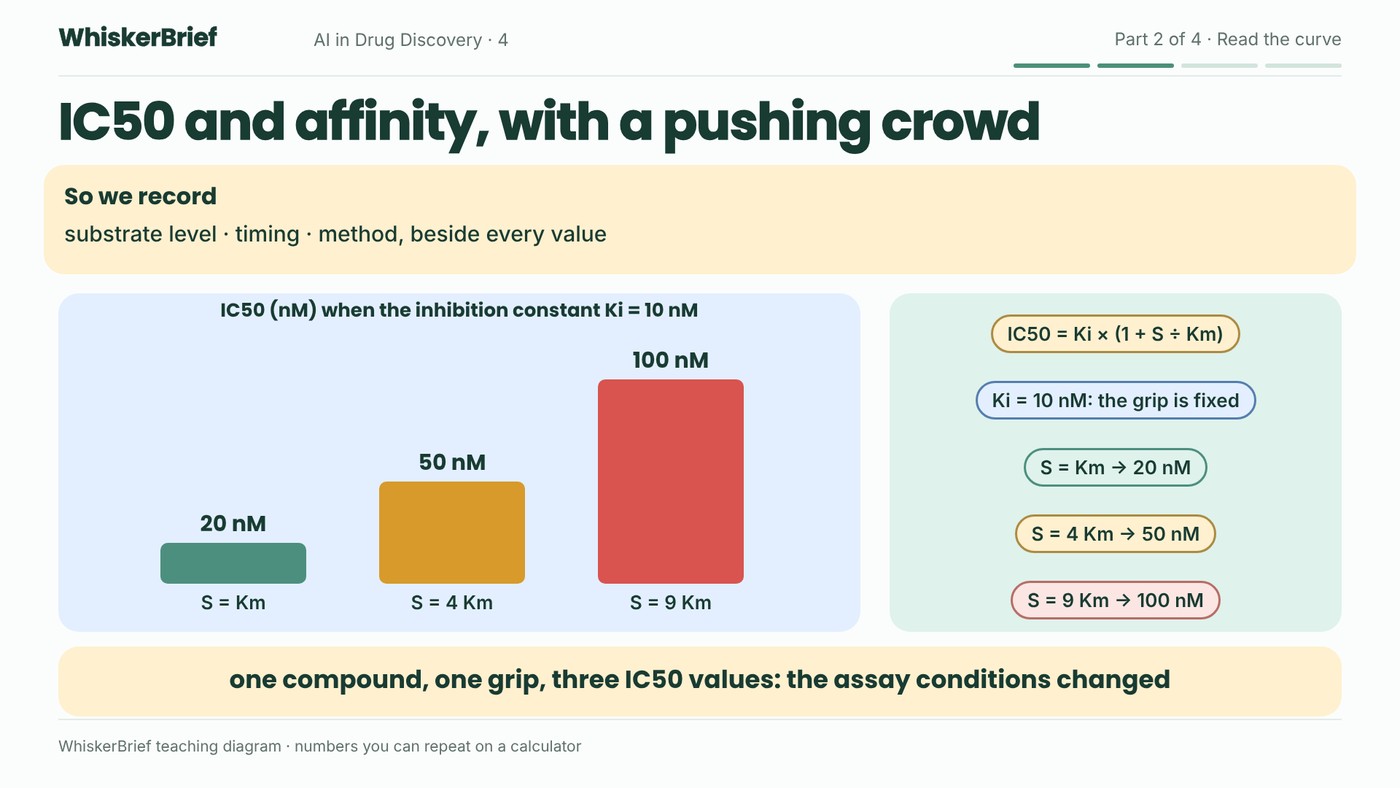 WhiskerBrief
AI in Drug Discovery · 4
Part 2 of 4 · Read the curve
IC50 and affinity, with a pushing crowd
So we record
substrate level · timing · method, beside every value
IC50 (nM) when the inhibition constant Ki = 10 nM
100 nM
50 nM
20 nM
S = Km
S = 4 Km
S = 9 Km
IC50 = Ki × (1 + S ÷ Km)
Ki = 10 nM: the grip is fixed
S = Km → 20 nM
S = 4 Km → 50 nM
S = 9 Km → 100 nM
one compound, one grip, three IC50 values: the assay conditions changed
WhiskerBrief teaching diagram · numbers you can repeat on a calculator